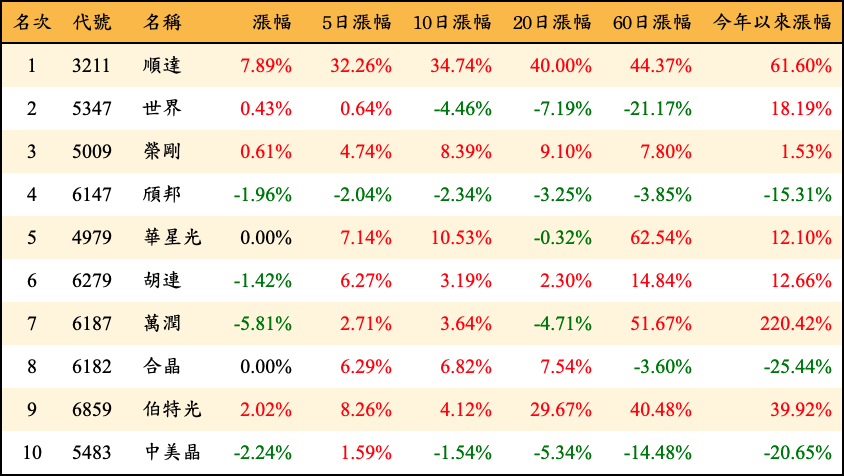 名次 代號 名稱 漲幅 5日漲幅 10日漲幅 20日漲幅 60日漲幅 今年以來漲幅
1 3211 順達 7.89% 32.26% 34.74% 40.00% 44.37% 61.60%
2 5347 世界 0.43% 0.64% -4.46% -7.19% -21.17% 18.19%
3 5009 榮剛 0.61% 4.74% 8.39% 9.10% 7.80% 1.53%
4 6147 頎邦 -1.96% -2.04% -2.34% -3.25% -3.85% -15.31%
5 4979 華星光 0.00% 7.14% 10.53% -0.32% 62.54% 12.10%
6 6279 胡連 -1.42% 6.27% 3.19% 2.30% 14.84% 12.66%
7 6187 萬潤 -5.81% 2.71% 3.64% -4.71% 51.67% 220.42%
8 6182 合晶 0.00% 6.29% 6.82% 7.54% -3.60% -25.44%
9 6859 伯特光 2.02% 8.26% 4.12% 29.67% 40.48% 39.92%
10 5483 中美晶 -2.24% 1.59% -1.54% -5.34% -14.48% -20.65%